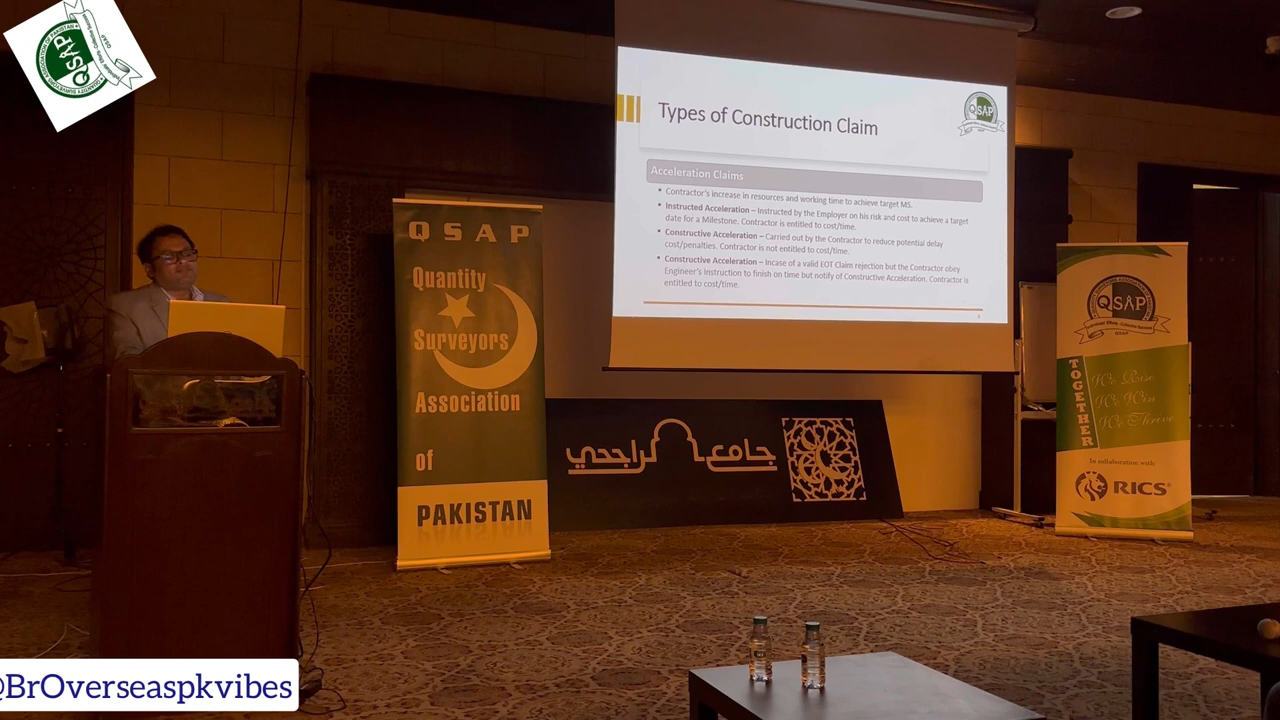 QSAP
QSAP
Types of Construction Claim
QSAP
Acceleration Claims
• Contractor's increase in resources and working time to achieve target MS.
• Instructed Acceleration – Instructed by the Employer on his risk and cost to achieve a target
date for a Milestone. Contractor is entitled to cost/time.
• Constructive Acceleration – Carried out by the Contractor to reduce potential delay
cost/penalties. Contractor is not entitled to cost/time.
• Constructive Acceleration – Incase of a valid EOT Claim rejection but the Contractor obey
Engineer's instruction to finish on time but notify of Constructive Acceleration. Contractor is
entitled to cost/time.
QSAP
Quantity
Surveyors
Association
of
PAKISTAN
جامع الراجحي
QSAP
QSAP
TOGETHER
We Rise
We Win
We Thrive
In collaboration with:
RICS
@BrOverseaspkvibes